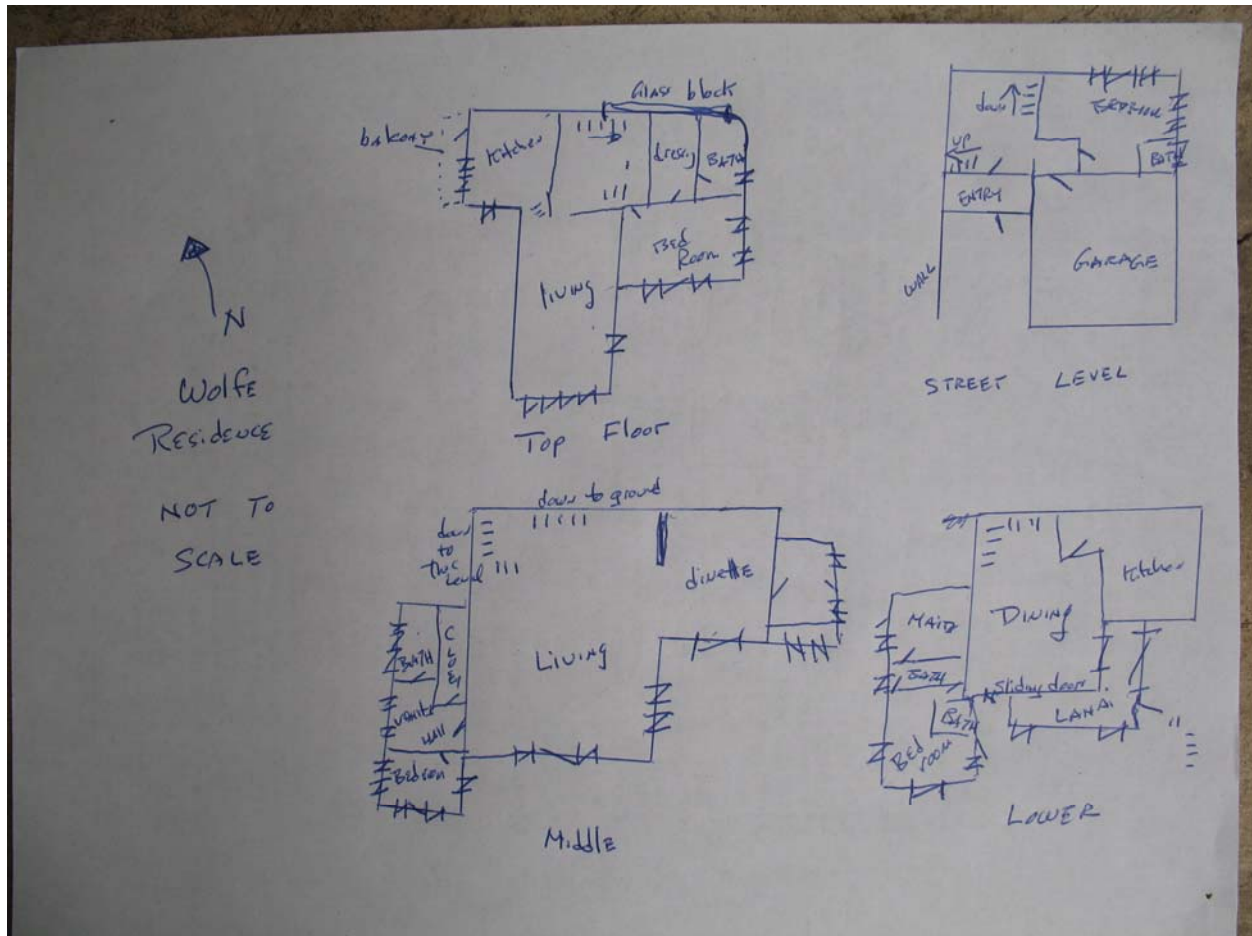 Glass block
balcony
Kitchen
dressing
BATH
Bed
Room
living
Top Floor
down
UP
BATH
ENTRY
GARAGE
WALL
STREET LEVEL
N
Wolfe
Residence
NOT TO
SCALE
down to ground
down
to
this
level
dinette
Living
CLOSET
BATH
Vanity
Hall
Bedroom
Middle
Kitchen
MAID
DINING
BATH
Sliding door
LANAI
BATH
Bed
room
LOWER